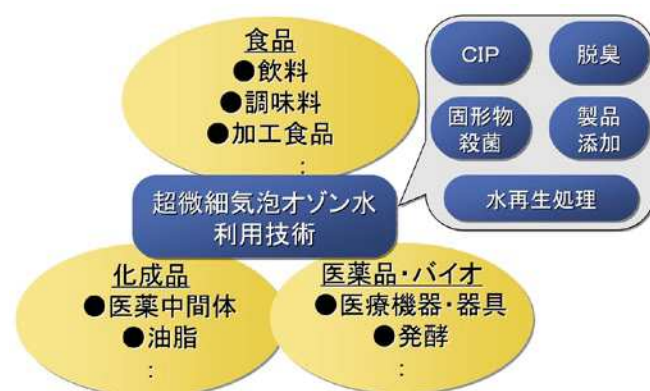 食品
●飲料
●調味料
●加工食品
:
CIP
脱臭
固形物
殺菌
製品
添加
水再生処理
超微細気泡オゾン水
利用技術
化成品
●医薬中間体
●油脂
:
医薬品・バイオ
●医療機器・器具
●発酵
: